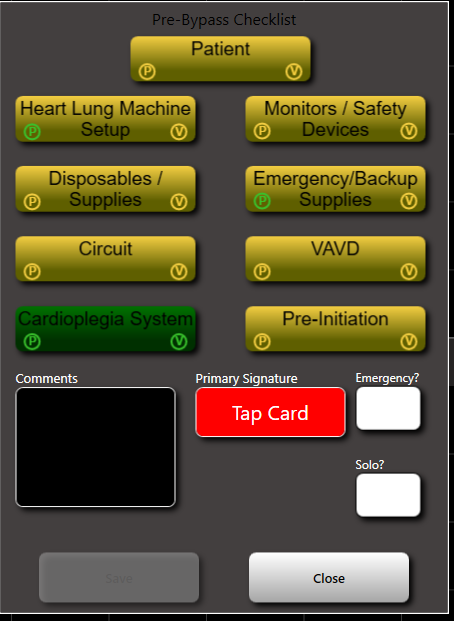 Pre-Bypass Checklist
Patient
P V
Heart Lung Machine
Setup
P V
Monitors / Safety
Devices
P V
Disposables /
Supplies
P V
Emergency/Backup
Supplies
P V
Circuit
P V
VAVD
P V
Cardioplegia System
P V
Pre-Initiation
P V
Comments
Primary Signature
Tap Card
Emergency?
Solo?
Save
Close